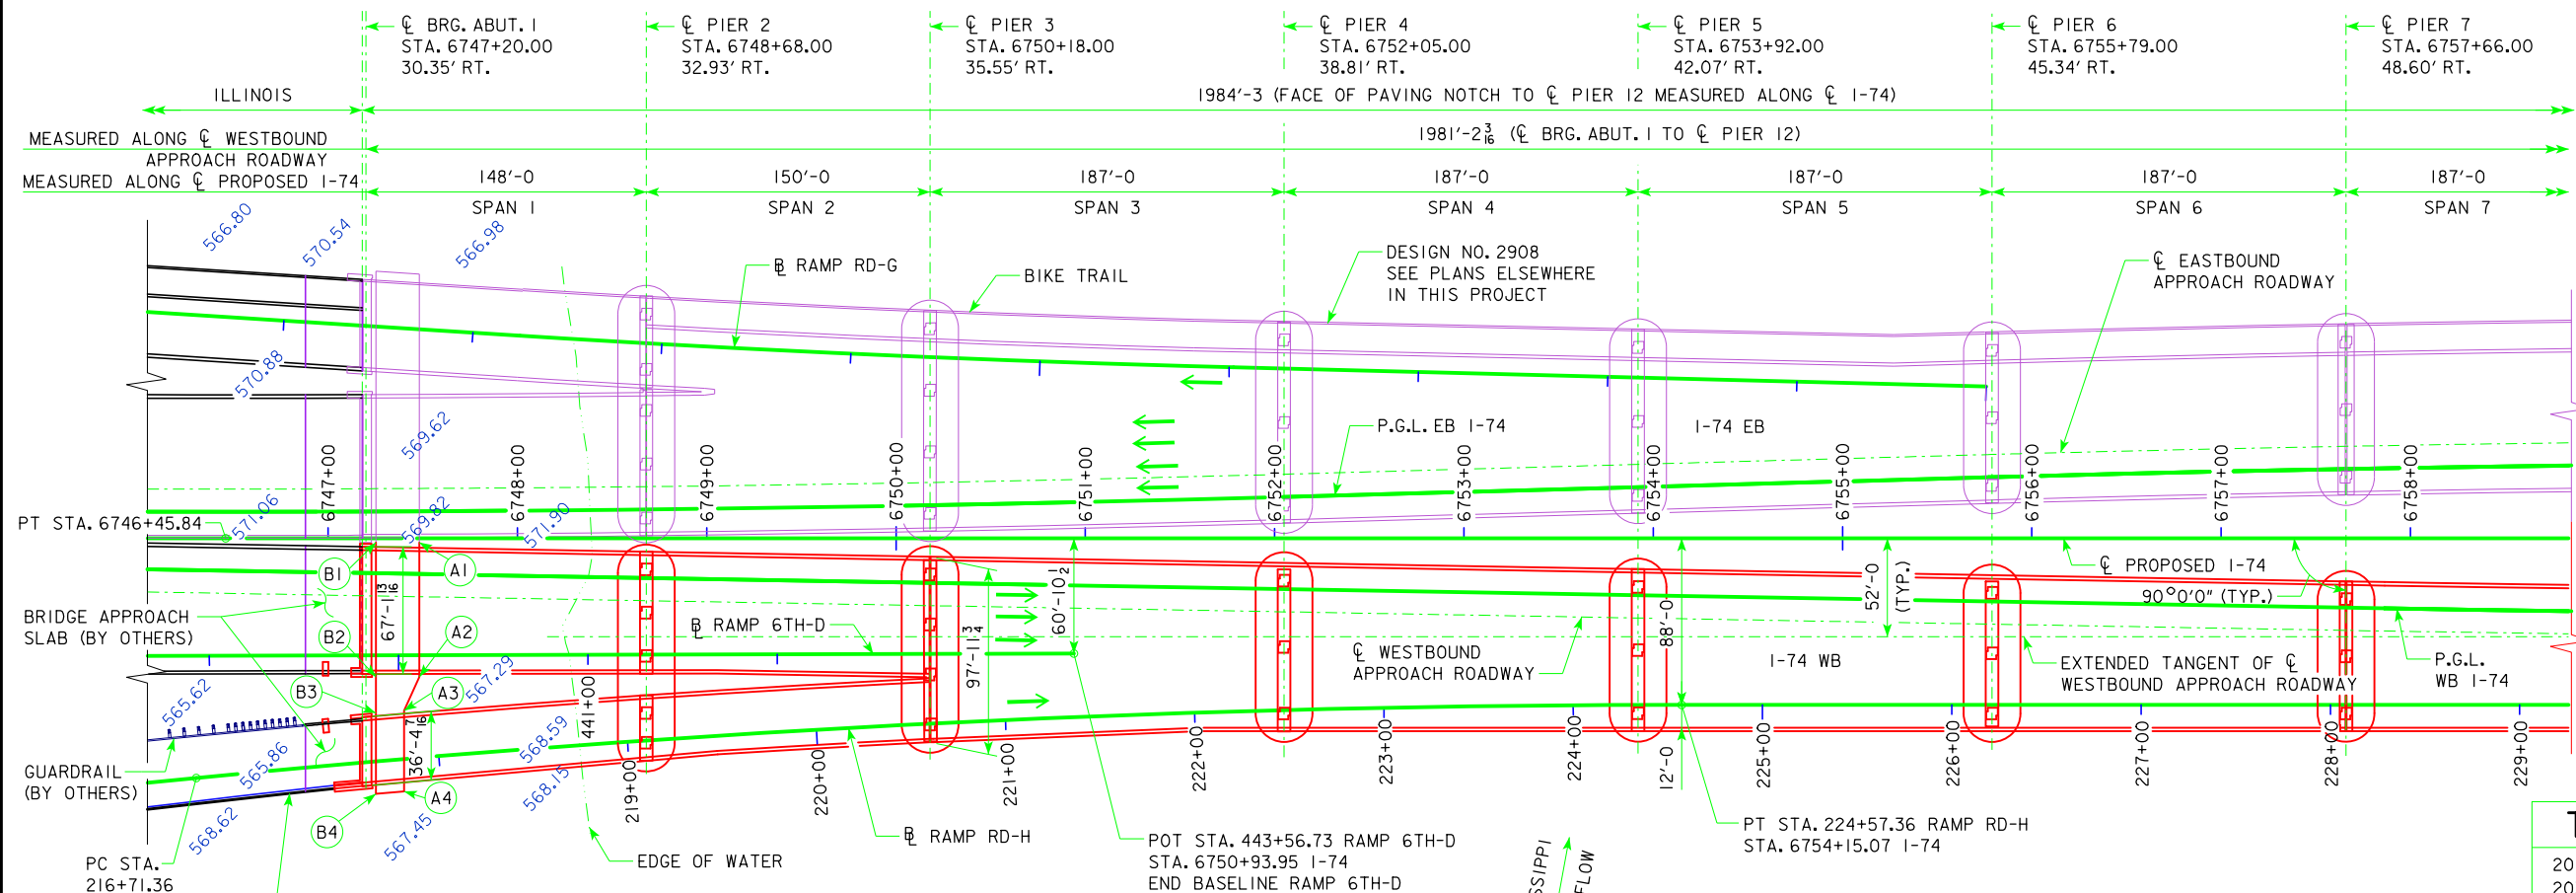 ℄ BRG. ABUT. 1
STA. 6747+20.00
30.35' RT.
℄ PIER 2
STA. 6748+68.00
32.93' RT.
℄ PIER 3
STA. 6750+18.00
35.55' RT.
℄ PIER 4
STA. 6752+05.00
38.81' RT.
℄ PIER 5
STA. 6753+92.00
42.07' RT.
℄ PIER 6
STA. 6755+79.00
45.34' RT.
℄ PIER 7
STA. 6757+66.00
48.60' RT.
ILLINOIS
1984'-3 (FACE OF PAVING NOTCH TO ℄ PIER 12 MEASURED ALONG ℄ I-74)
MEASURED ALONG ℄ WESTBOUND
APPROACH ROADWAY
1981'-2 3/16 (℄ BRG. ABUT. 1 TO ℄ PIER 12)
MEASURED ALONG ℄ PROPOSED I-74
148'-0
150'-0
187'-0
187'-0
187'-0
187'-0
187'-0
SPAN 1
SPAN 2
SPAN 3
SPAN 4
SPAN 5
SPAN 6
SPAN 7
566.80
570.54
566.98
℄ RAMP RD-G
BIKE TRAIL
DESIGN NO. 2908
SEE PLANS ELSEWHERE
IN THIS PROJECT
℄ EASTBOUND
APPROACH ROADWAY
570.88
569.62
P.G.L. EB I-74
I-74 EB
6747+00
6748+00
6749+00
6750+00
6751+00
6752+00
6753+00
6754+00
6755+00
6756+00
6757+00
6758+00
PT STA. 6746+45.84
571.06
569.82
571.90
B1
A1
67'-1 13/16
BRIDGE APPROACH
SLAB (BY OTHERS)
B2
A2
℄ RAMP 6TH-D
60'-10 1/2
97'-11 3/4
88'-0
52'-0
(TYP.)
℄ PROPOSED I-74
90°0'0" (TYP.)
℄ WESTBOUND
APPROACH ROADWAY
I-74 WB
EXTENDED TANGENT OF ℄
WESTBOUND APPROACH ROADWAY
P.G.L.
WB I-74
B3
A3
567.29
565.62
441+00
36'-4 7/16
568.59
565.86
GUARDRAIL
(BY OTHERS)
A4
568.15
B4
568.62
567.45
219+00
220+00
221+00
222+00
223+00
224+00
12'-0
225+00
226+00
227+00
228+00
229+00
PC STA.
216+71.36
EDGE OF WATER
℄ RAMP RD-H
POT STA. 443+56.73 RAMP 6TH-D
STA. 6750+93.95 I-74
END BASELINE RAMP 6TH-D
SSIPPI
FLOW
PT STA. 224+57.36 RAMP RD-H
STA. 6754+15.07 I-74
T
20
20